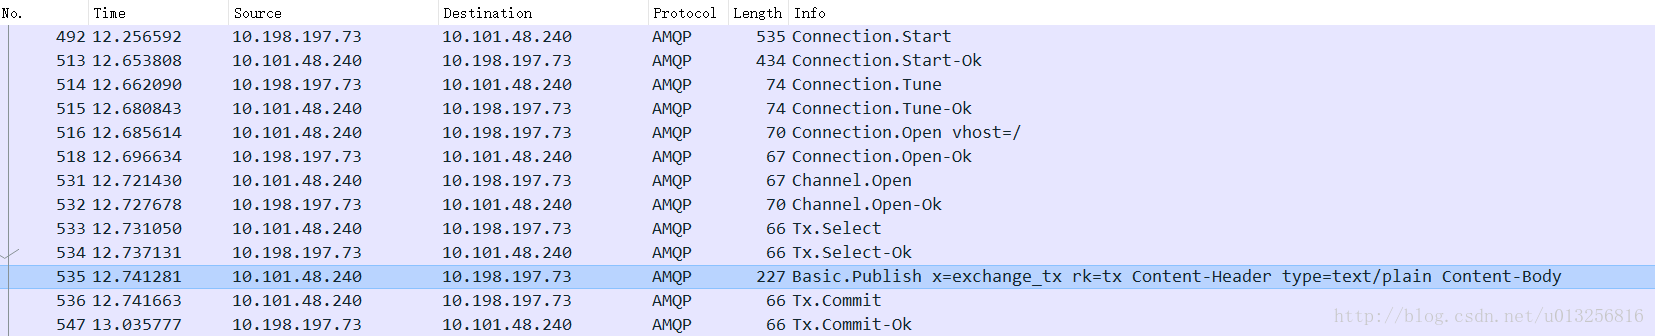 No. Time Source Destination Protocol Length Info
492 12.256592 10.198.197.73 10.101.48.240 AMQP 535 Connection.Start
513 12.653808 10.101.48.240 10.198.197.73 AMQP 434 Connection.Start-Ok
514 12.662090 10.198.197.73 10.101.48.240 AMQP 74 Connection.Tune
515 12.680843 10.101.48.240 10.198.197.73 AMQP 74 Connection.Tune-Ok
516 12.685614 10.101.48.240 10.198.197.73 AMQP 70 Connection.Open vhost=/
518 12.696634 10.198.197.73 10.101.48.240 AMQP 67 Connection.Open-Ok
531 12.721430 10.101.48.240 10.198.197.73 AMQP 67 Channel.Open
532 12.727678 10.198.197.73 10.101.48.240 AMQP 70 Channel.Open-Ok
533 12.731050 10.101.48.240 10.198.197.73 AMQP 66 Tx.Select
534 12.737131 10.198.197.73 10.101.48.240 AMQP 66 Tx.Select-Ok
535 12.741281 10.101.48.240 10.198.197.73 AMQP 227 Basic.Publish x=exchange_tx rk=tx Content-Header type=text/plain Content-Body
536 12.741663 10.101.48.240 10.198.197.73 AMQP 66 Tx.Commit
547 13.035777 10.198.197.73 10.101.48.240 AMQP 66 Tx.Commit-Ok
http://blog.csdn.net/u013256816